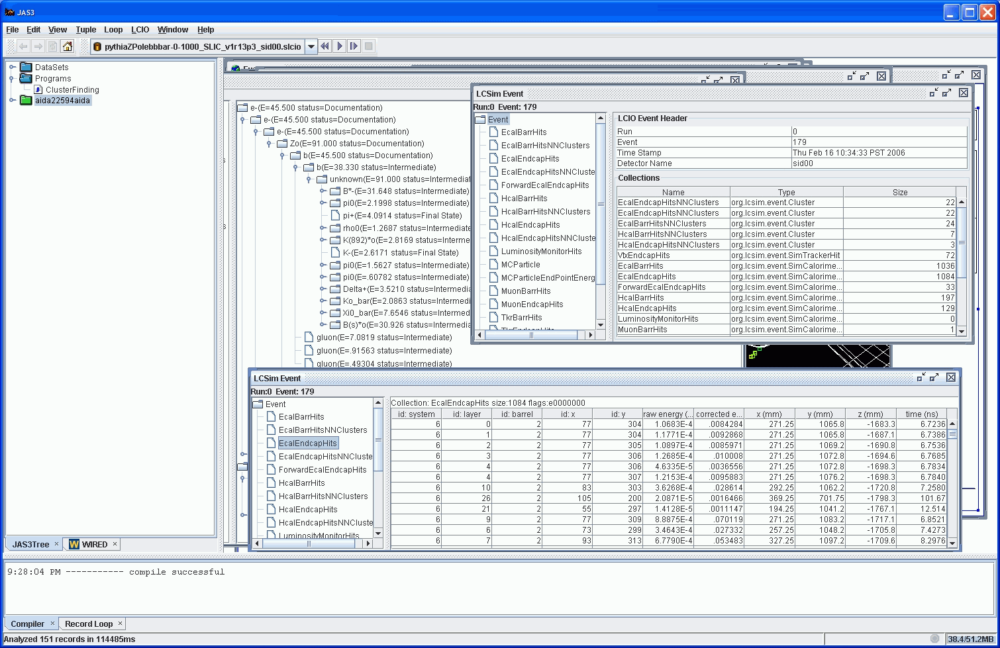 JAS3
File Edit View Tuple Loop LCIO Window Help
pythiaZPolebbbar-0-1000_SLIC_v1r13p3_sid00.slcio
DataSets
Programs
ClusterFinding
aida22594aida
JAS3Tree × WIRED ×
e-(E=45.500 status=Documentation)
e-(E=45.500 status=Documentation)
e-(E=45.500 status=Documentation)
Zo(E=91.000 status=Documentation)
b(E=45.500 status=Documentation)
b(E=38.330 status=Intermediate)
unknown(E=91.000 status=Intermediat
B*-(E=31.648 status=Intermediate)
pi0(E=2.1998 status=Intermediate)
pi+(E=4.0914 status=Final State)
rho0(E=1.2687 status=Intermediate
K(892)*o(E=2.8169 status=Interme
K-(E=2.6171 status=Final State)
pi0(E=1.5627 status=Intermediate)
pi0(E=.60782 status=Intermediate)
Delta+(E=3.5210 status=Intermedia
Ko_bar(E=2.0863 status=Intermedi
Xi0_bar(E=7.6546 status=Intermed
B(s)*o(E=30.926 status=Intermedi
gluon(E=7.0819 status=Intermediate)
gluon(E=.91563 status=Intermediate)
gluon(E=.49304 status=Intermediate)
LCSim Event
Run:0 Event: 179
Event
EcalBarrHits
EcalBarrHitsNNClusters
EcalEndcapHits
EcalEndcapHitsNNCluste
ForwardEcalEndcapHits
HcalBarrHits
HcalBarrHitsNNClusters
HcalEndcapHits
HcalEndcapHitsNNCluste
LuminosityMonitorHits
MCParticle
MCParticleEndPointEnerg
MuonBarrHits
MuonEndcapHits
TkrBarrHits
TkrEndcapHits
LCIO Event Header
Run 0
Event 179
Time Stamp Thu Feb 16 10:34:33 PST 2006
Detector Name sid00
Collections
Name Type Size
EcalEndcapHitsNNClusters org.lcsim.event.Cluster 22
EcalEndcapHitsNNClusters org.lcsim.event.Cluster 22
EcalBarrHitsNNClusters org.lcsim.event.Cluster 24
HcalBarrHitsNNClusters org.lcsim.event.Cluster 7
HcalEndcapHitsNNClusters org.lcsim.event.Cluster 3
VtxEndcapHits org.lcsim.event.SimTrackerHit 72
EcalBarrHits org.lcsim.event.SimCalorime... 1036
EcalEndcapHits org.lcsim.event.SimCalorime... 1084
ForwardEcalEndcapHits org.lcsim.event.SimCalorime... 33
HcalBarrHits org.lcsim.event.SimCalorime... 197
HcalEndcapHits org.lcsim.event.SimCalorime... 129
LuminosityMonitorHits org.lcsim.event.SimCalorime... 0
MuonBarrHits org.lcsim.event.SimCalorime... 1
LCSim Event
Run:0 Event: 179
Event
EcalBarrHits
EcalBarrHitsNNClusters
EcalEndcapHits
EcalEndcapHitsNNCluste
ForwardEcalEndcapHits
HcalBarrHits
HcalBarrHitsNNClusters
HcalEndcapHits
HcalEndcapHitsNNCluste
LuminosityMonitorHits
Collection: EcalEndcapHits size:1084 flags:e0000000
id: system id: layer id: barrel id: x id: y raw energy (... corrected e... x (mm) y (mm) z (mm) time (ns)
6 0 2 77 304 1.0683E-4 .0084284 271.25 1065.8 -1683.3 6.7236
6 1 2 77 304 1.1771E-4 .0092868 271.25 1065.8 -1687.1 6.7386
6 2 2 77 305 1.0897E-4 .0085971 271.25 1069.2 -1690.8 6.7536
6 3 2 77 306 1.2685E-4 .010008 271.25 1072.8 -1694.6 6.7685
6 4 2 77 306 4.6335E-5 .0036556 271.25 1072.8 -1698.3 6.7834
6 4 2 77 307 1.2153E-4 .0095883 271.25 1076.2 -1698.3 6.7840
6 10 2 83 303 3.6268E-4 .028614 292.25 1062.2 -1720.8 7.2580
6 26 2 105 200 2.0871E-5 .0016466 369.25 701.75 -1798.3 101.67
6 21 2 55 297 1.4128E-5 .0011147 194.25 1041.2 -1767.1 12.514
6 9 2 77 309 8.8875E-4 .070119 271.25 1083.2 -1717.1 6.8521
6 6 2 73 299 3.4643E-4 .027332 257.25 1048.2 -1705.8 7.4273
6 7 2 93 313 6.7790E-4 .053483 327.25 1097.2 -1709.6 8.2976
9:28:04 PM ----------- compile successful
Compiler × Record Loop ×
Analyzed 151 records in 114485ms
38.4/51.2MB